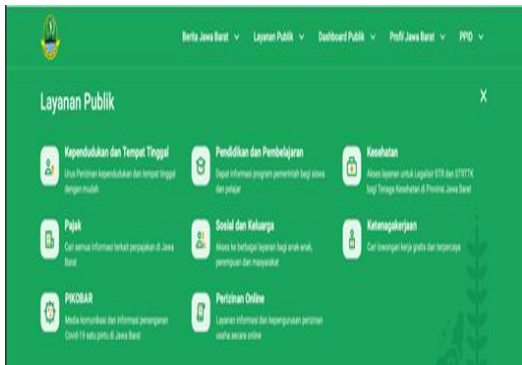 Berita Jawa Barat
Layanan Publik
Dashboard Publik
Profil Jawa Barat
PPID
Layanan Publik
X
Kependudukan dan Tempat Tinggal
Urus Perizinan kependudukan dan tempat tinggal
dengan mudah
Pendidikan dan Pembelajaran
Dapat informasi program pemerintah bagi siswa
dan pelajar
Kesehatan
Akses layanan untuk Legalisir STR dan STRTTK
bagi Tenaga Kesehatan di Provinsi Jawa Barat
Pajak
Cari semua informasi terkait perpajakan di Jawa
Barat
Sosial dan Keluarga
Akses ke berbagai layanan bagi anak-anak,
perempuan dan masyarakat
Ketenagakerjaan
Cari lowongan kerja gratis dan terpercaya
PIKOBAR
Media komunikasi dan informasi penanganan
Covid-19 satu pintu di Jawa Barat
Perizinan Online
Layanan informasi dan kepengurusan perizinan
usaha secara online